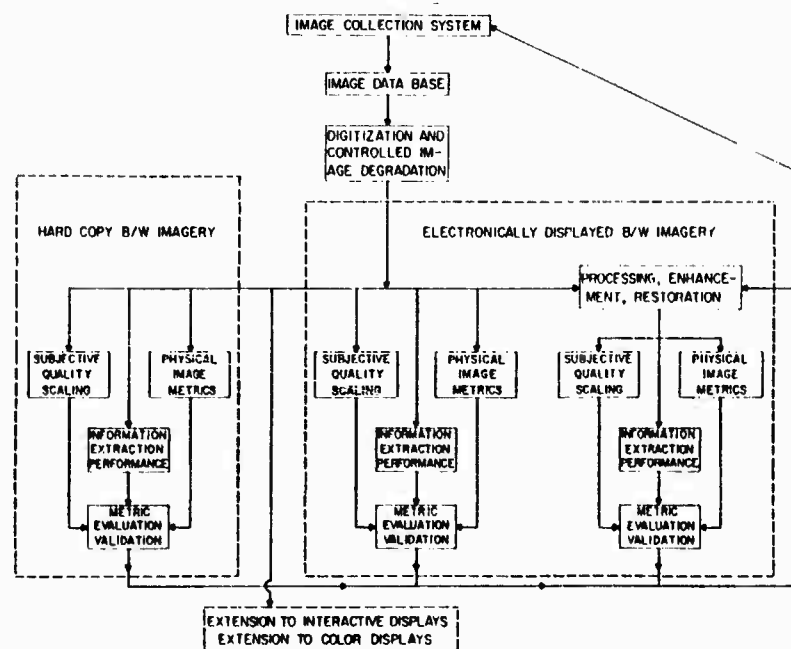 IMAGE COLLECTION SYSTEM
IMAGE DATA BASE
DIGITIZATION AND
CONTROLLED IM-
AGE DEGRADATION
HARD COPY B/W IMAGERY
ELECTRONICALLY DISPLAYED B/W IMAGERY
PROCESSING, ENHANCE-
MENT, RESTORATION
SUBJECTIVE
QUALITY
SCALING
PHYSICAL
IMAGE
METRICS
SUBJECTIVE
QUALITY
SCALING
PHYSICAL
IMAGE
METRICS
SUBJECTIVE
QUALITY
SCALING
PHYSICAL
IMAGE
METRICS
INFORMATION
EXTRACTION
PERFORMANCE
INFORMATION
EXTRACTION
PERFORMANCE
INFORMATION
EXTRACTION
PERFORMANCE
METRIC
EVALUATION
VALIDATION
METRIC
EVALUATION
VALIDATION
METRIC
EVALUATION
VALIDATION
EXTENSION TO INTERACTIVE DISPLAYS
EXTENSION TO COLOR DISPLAYS